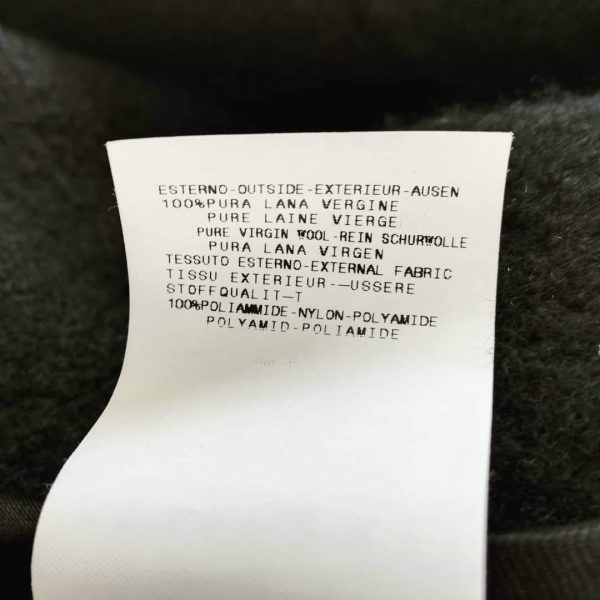 ESTERNO-OUTSIDE-EXTERIEUR-AUSEN
100%PURA LANA VERGINE
PURE LAINE VIERGE
PURE VIRGIN WOOL-REIN SCHURWOLLE
PURA LANA VIRGEN
TESSUTO ESTERNO-EXTERNAL FABRIC
TISSU EXTERIEUR-—USSERE
STOFFQUALIT—T
100%POLIAMMIDE-NYLON-POLYAMIDE
POLYAMID-POLIAMIDE